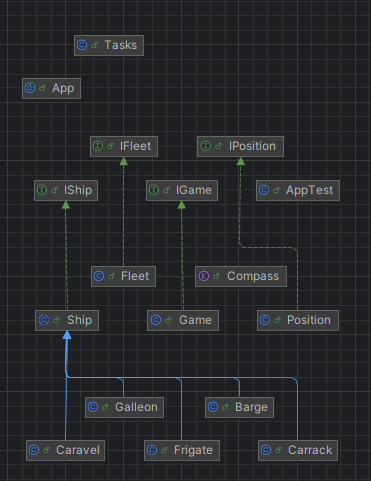 Tasks
App
IFleet IPosition
IShip IGame AppTest
Fleet Compass
Ship Game Position
Galleon Barge
Caravel Frigate Carrack